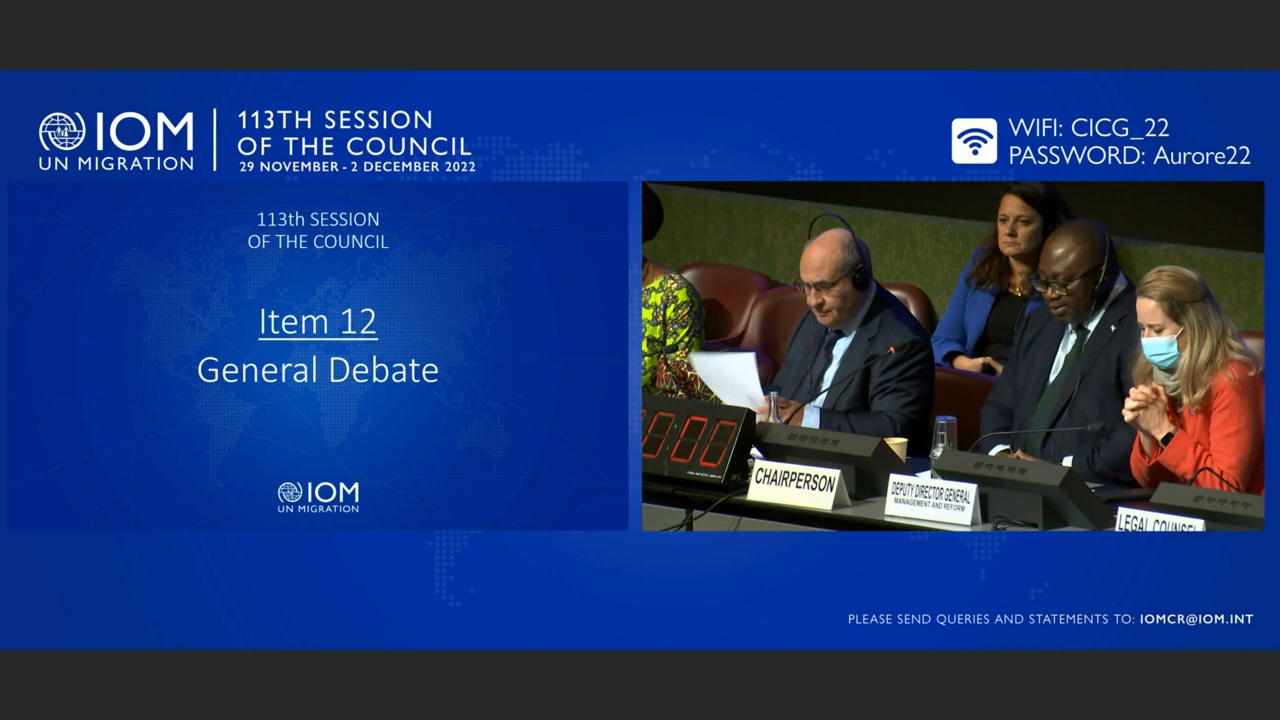 IOM
UN MIGRATION
113TH SESSION
OF THE COUNCIL
29 NOVEMBER - 2 DECEMBER 2022
WIFI: CICG_22
PASSWORD: Aurore22
113th SESSION
OF THE COUNCIL
Item 12
General Debate
IOM
UN MIGRATION
CHAIRPERSON
DEPUTY DIRECTOR GENERAL
MANAGEMENT AND REFORM
LEGAL COUNSEL
PLEASE SEND QUERIES AND STATEMENTS TO: IOMCR@IOM.INT